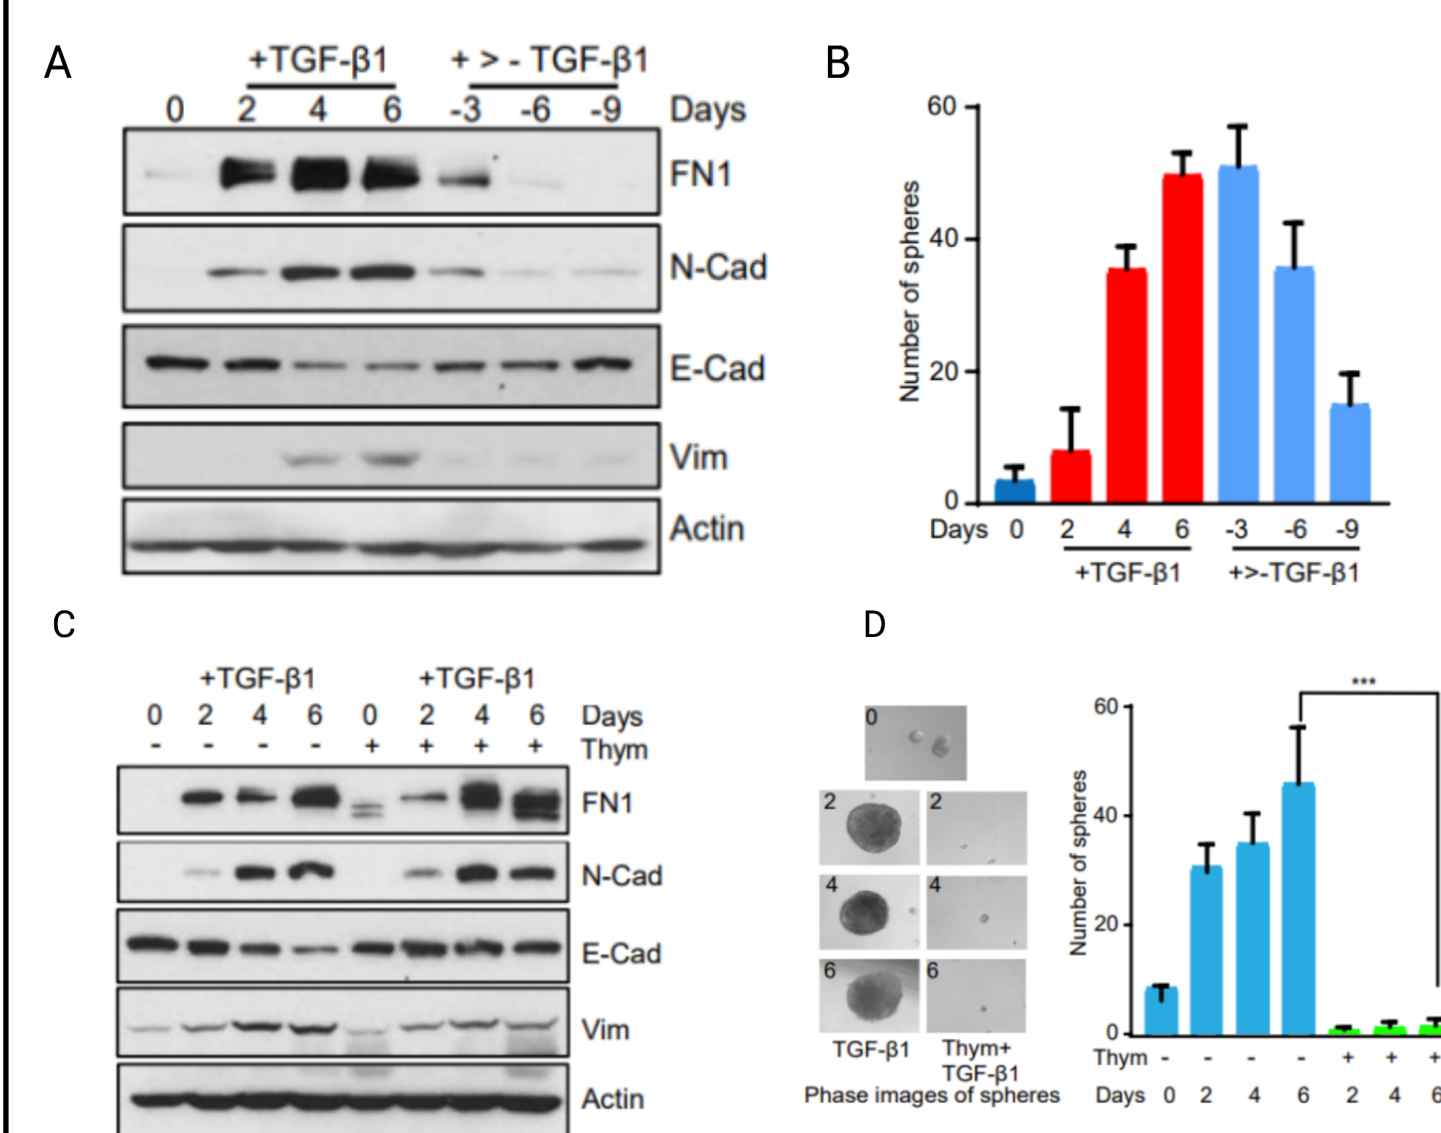 A
+TGF-β1 + > - TGF-β1
0 2 4 6 -3 -6 -9 Days
FN1
N-Cad
E-Cad
Vim
Actin
B
60
40
20
0
Number of spheres
Days 0 2 4 6 -3 -6 -9
+TGF-β1 +>-TGF-β1
C
+TGF-β1 +TGF-β1
0 2 4 6 0 2 4 6 Days
- - - - + + + + Thym
FN1
N-Cad
E-Cad
Vim
Actin
D
0
2 2
4 4
6 6
TGF-β1 Thym+
TGF-β1
Phase images of spheres
***
60
40
20
0
Number of spheres
Thym - - - - + + +
Days 0 2 4 6 2 4 6